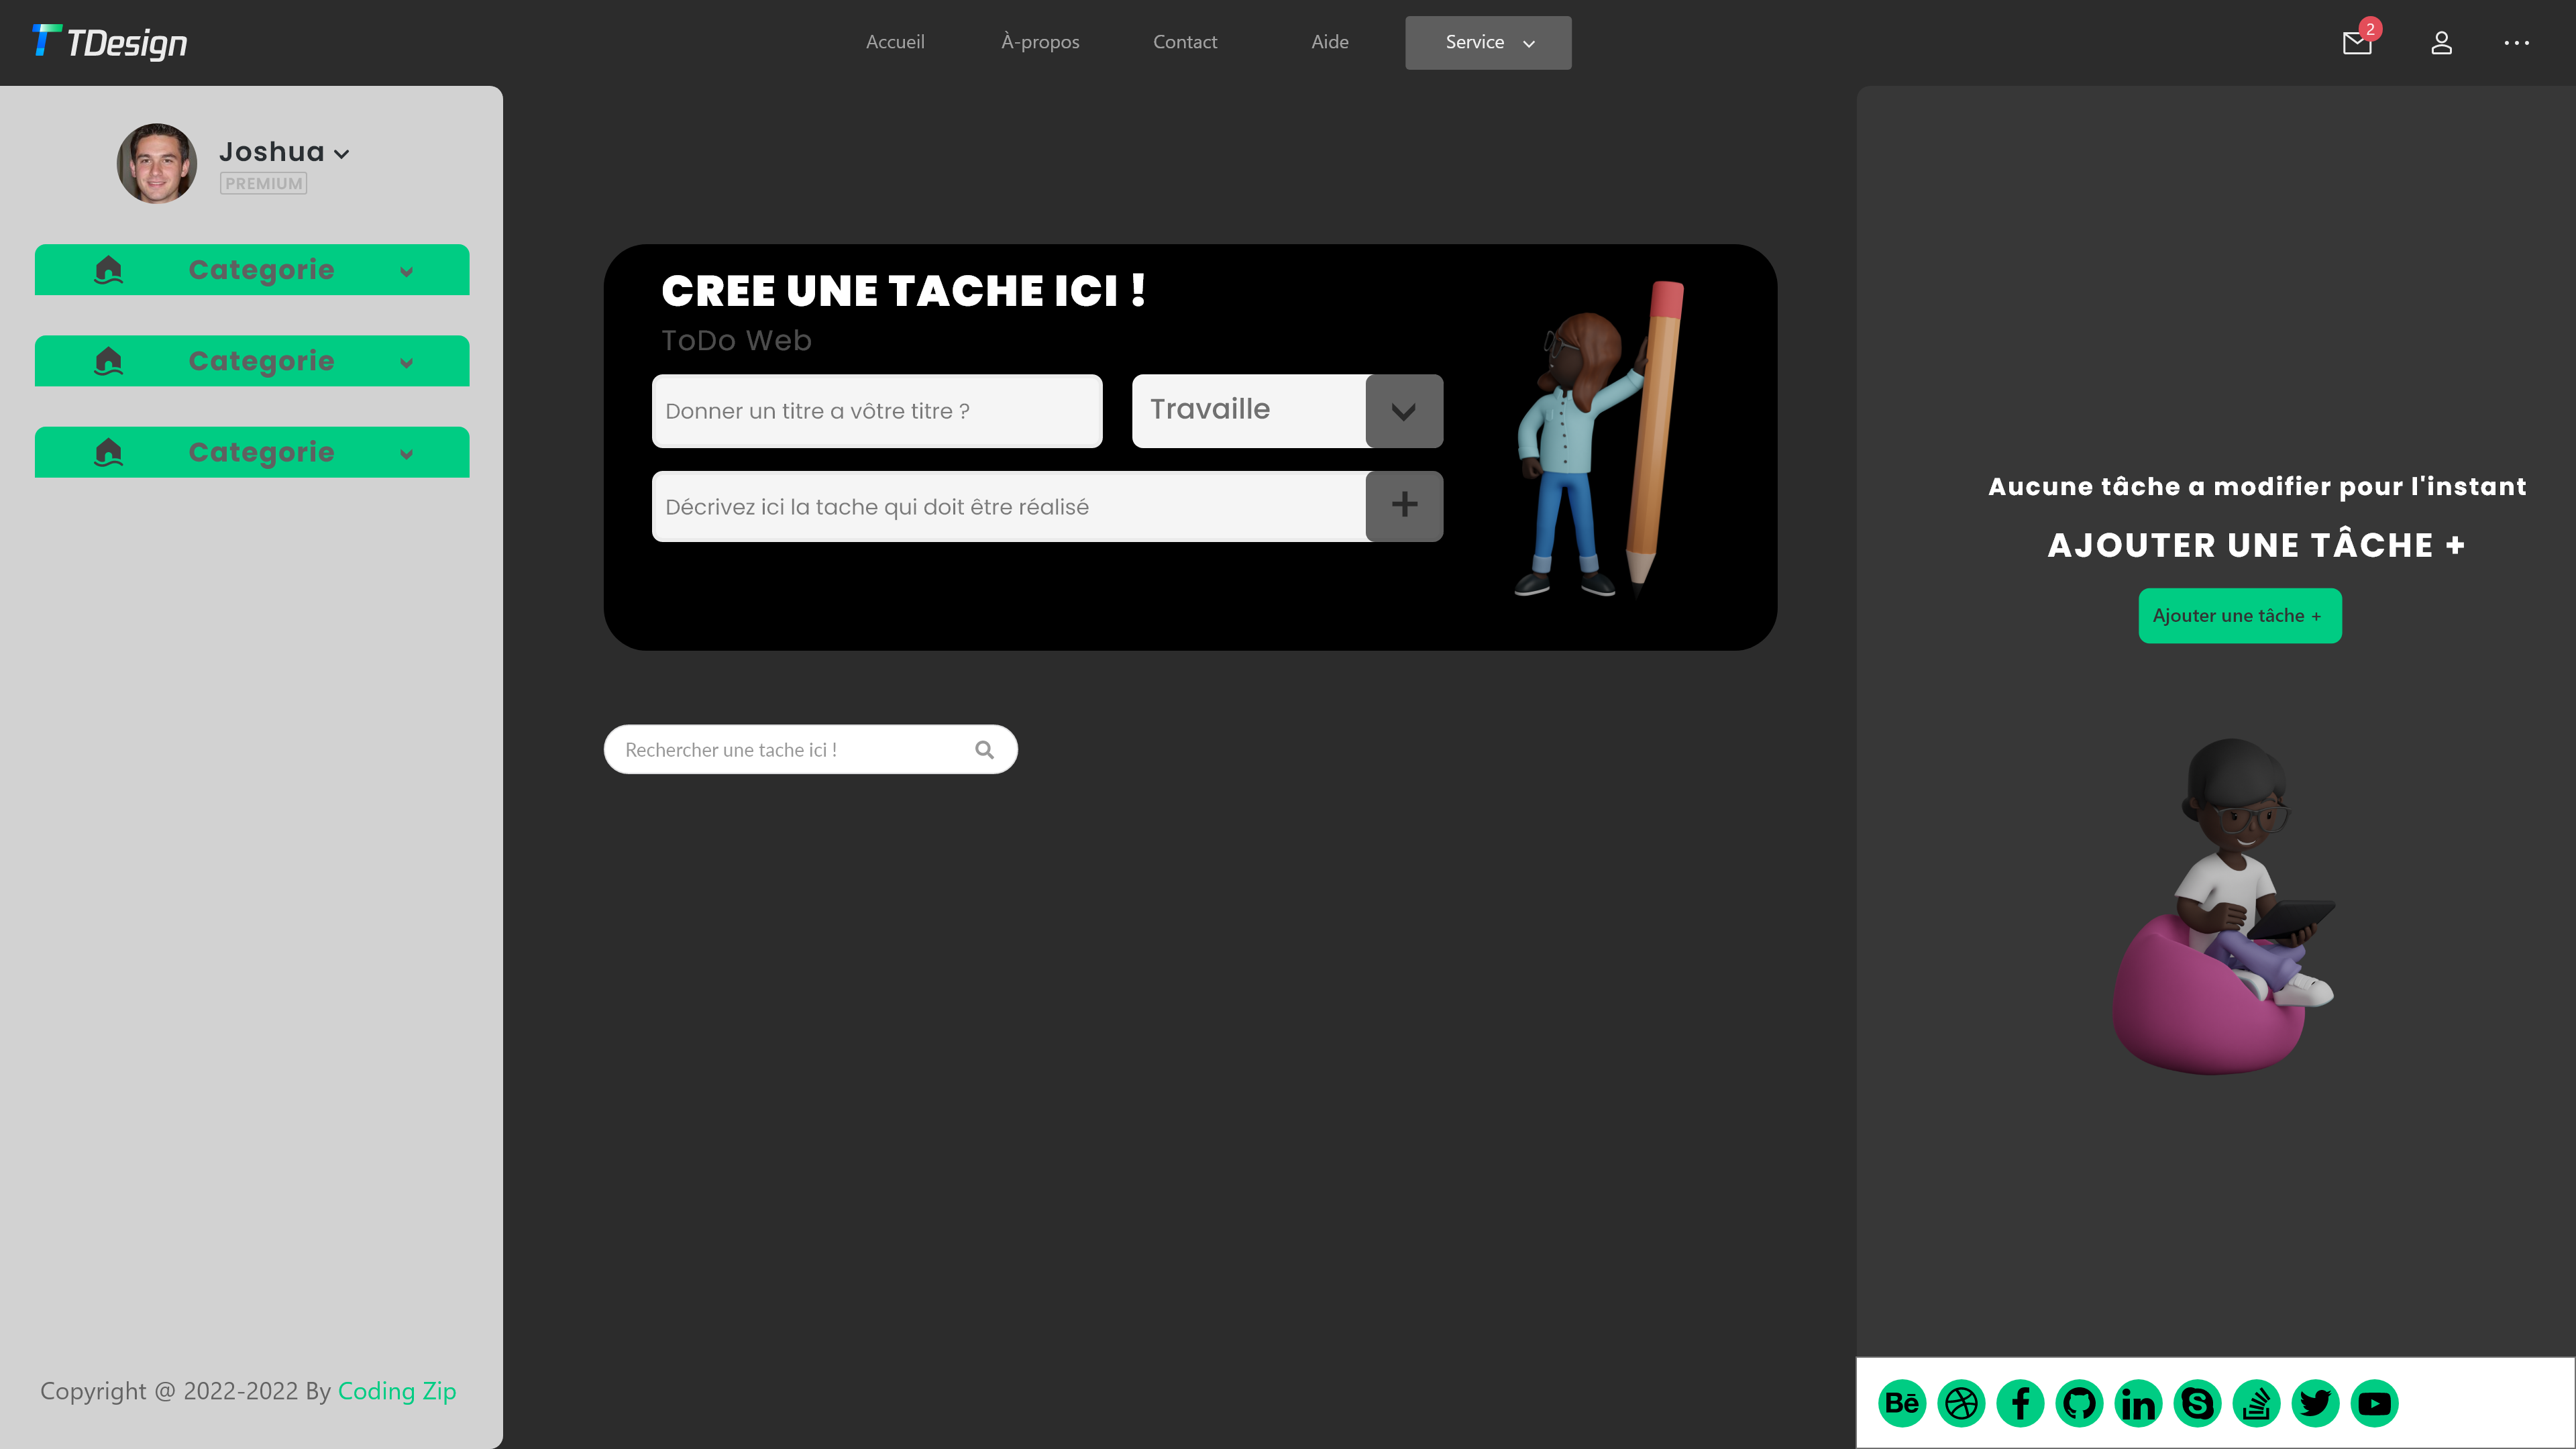 TDesign
Accueil
À-propos
Contact
Aide
Service
2
Joshua
PREMIUM
Categorie
Categorie
Categorie
Copyright @ 2022-2022 By Coding Zip
CREE UNE TACHE ICI !
ToDo Web
Donner un titre a vôtre titre ?
Travaille
Décrivez ici la tache qui doit être réalisé
Rechercher une tache ici !
Aucune tâche a modifier pour l'instant
AJOUTER UNE TÂCHE +
Ajouter une tâche +